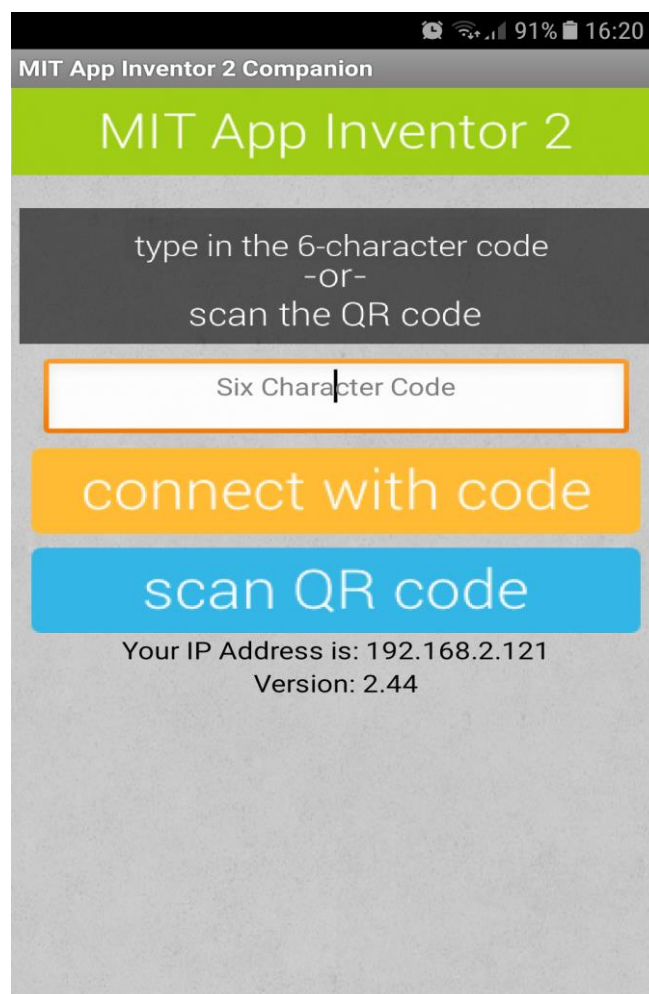 91% 16:20
MIT App Inventor 2 Companion
MIT App Inventor 2
type in the 6-character code
-or-
scan the QR code
Six Character Code
connect with code
scan QR code
Your IP Address is: 192.168.2.121
Version: 2.44